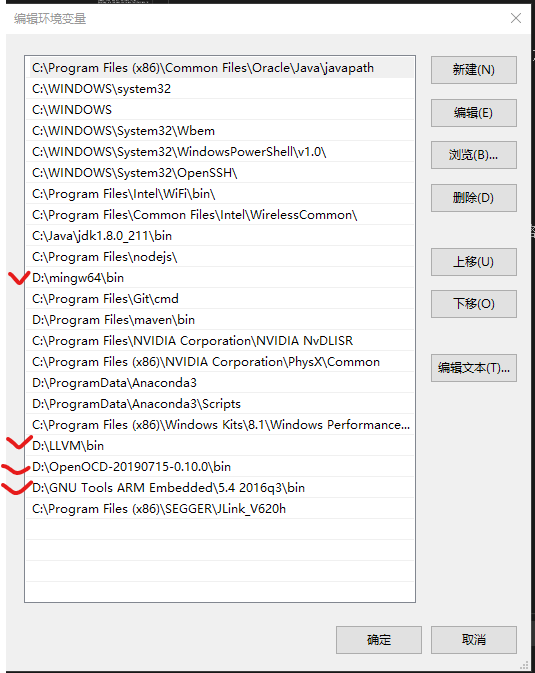 编辑环境变量
C:\Program Files (x86)\Common Files\Oracle\Java\javapath
C:\WINDOWS\system32
C:\WINDOWS
C:\WINDOWS\System32\Wbem
C:\WINDOWS\System32\WindowsPowerShell\v1.0\
C:\WINDOWS\System32\OpenSSH\
C:\Program Files\Intel\WiFi\bin\
C:\Program Files\Common Files\Intel\WirelessCommon\
C:\Java\jdk1.8.0_211\bin
C:\Program Files\nodejs\
D:\mingw64\bin
C:\Program Files\Git\cmd
D:\Program Files\maven\bin
C:\Program Files\NVIDIA Corporation\NVIDIA NvDLISR
C:\Program Files (x86)\NVIDIA Corporation\PhysX\Common
D:\ProgramData\Anaconda3
D:\ProgramData\Anaconda3\Scripts
C:\Program Files (x86)\Windows Kits\8.1\Windows Performance...
D:\LLVM\bin
D:\OpenOCD-20190715-0.10.0\bin
D:\GNU Tools ARM Embedded\5.4 2016q3\bin
C:\Program Files (x86)\SEGGER\JLink_V620h
新建(N)
编辑(E)
浏览(B)...
删除(D)
上移(U)
下移(O)
编辑文本(T)...
确定
取消